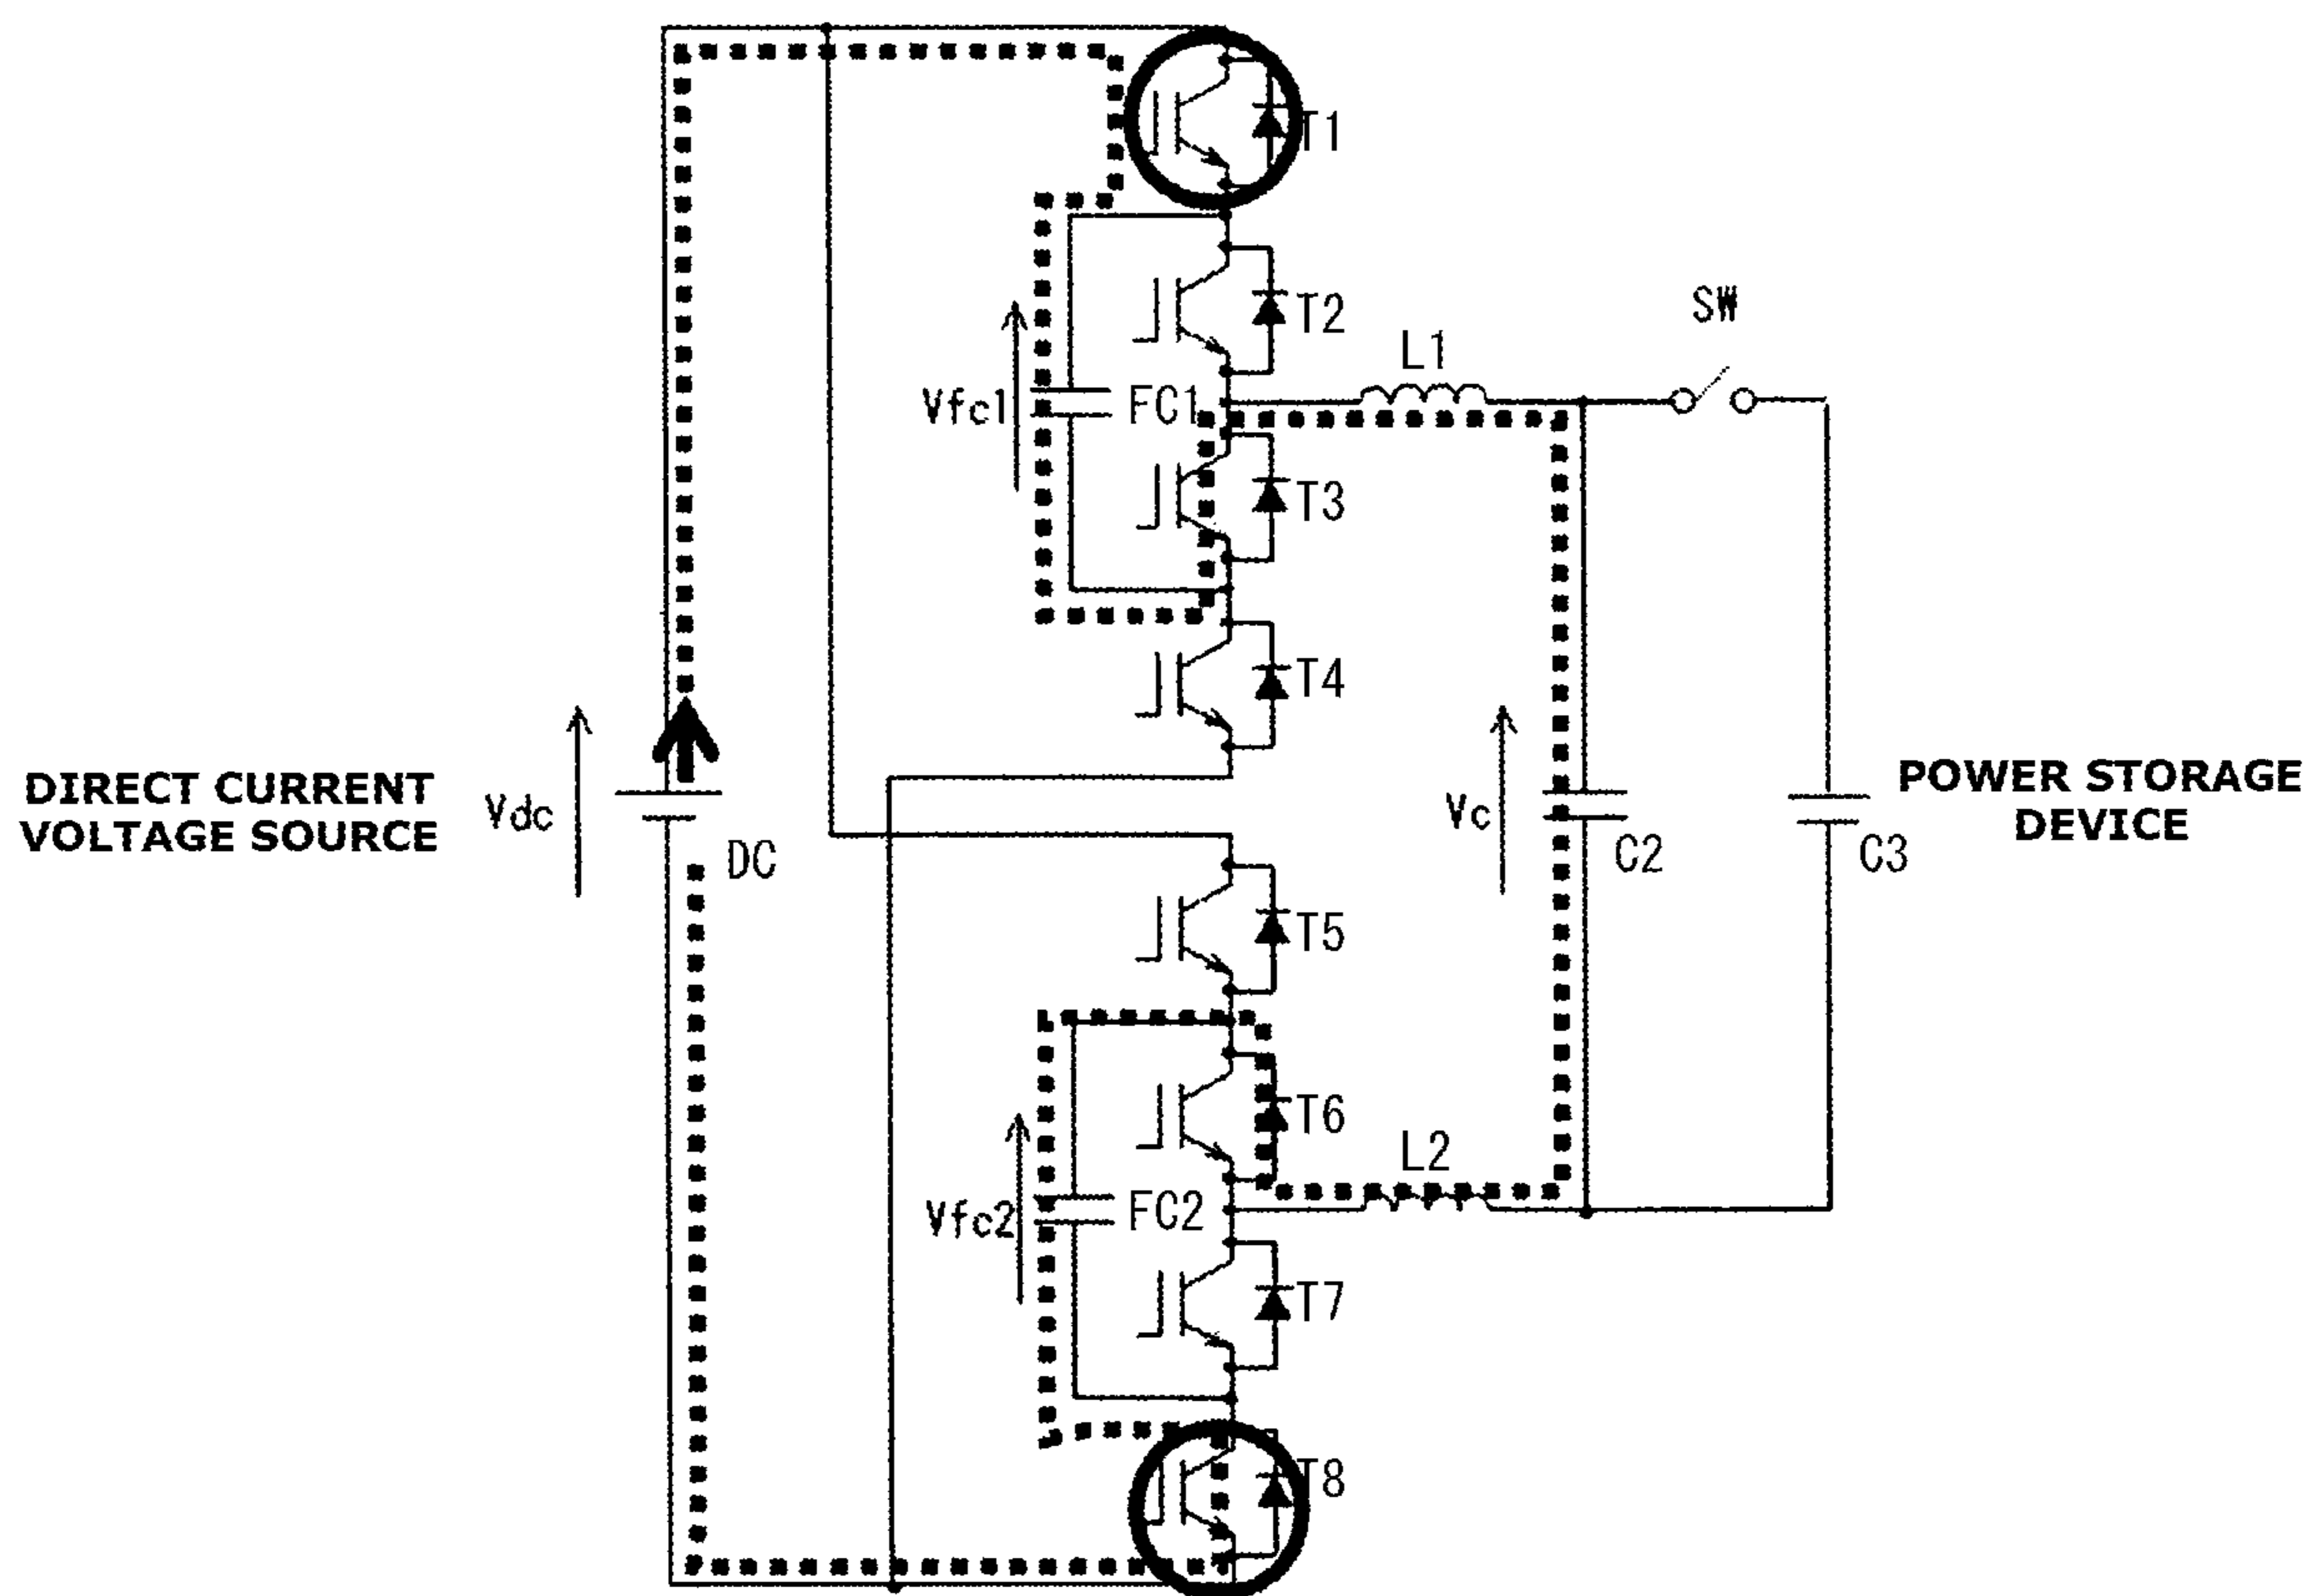 T1
T2
SW
L1
Vfc1
FC1
T3
T4
DIRECT CURRENT
VOLTAGE SOURCE
Vdc
DC
Vc
C2
C3
POWER STORAGE
DEVICE
T5
T6
L2
Vfc2
FC2
T7
T8